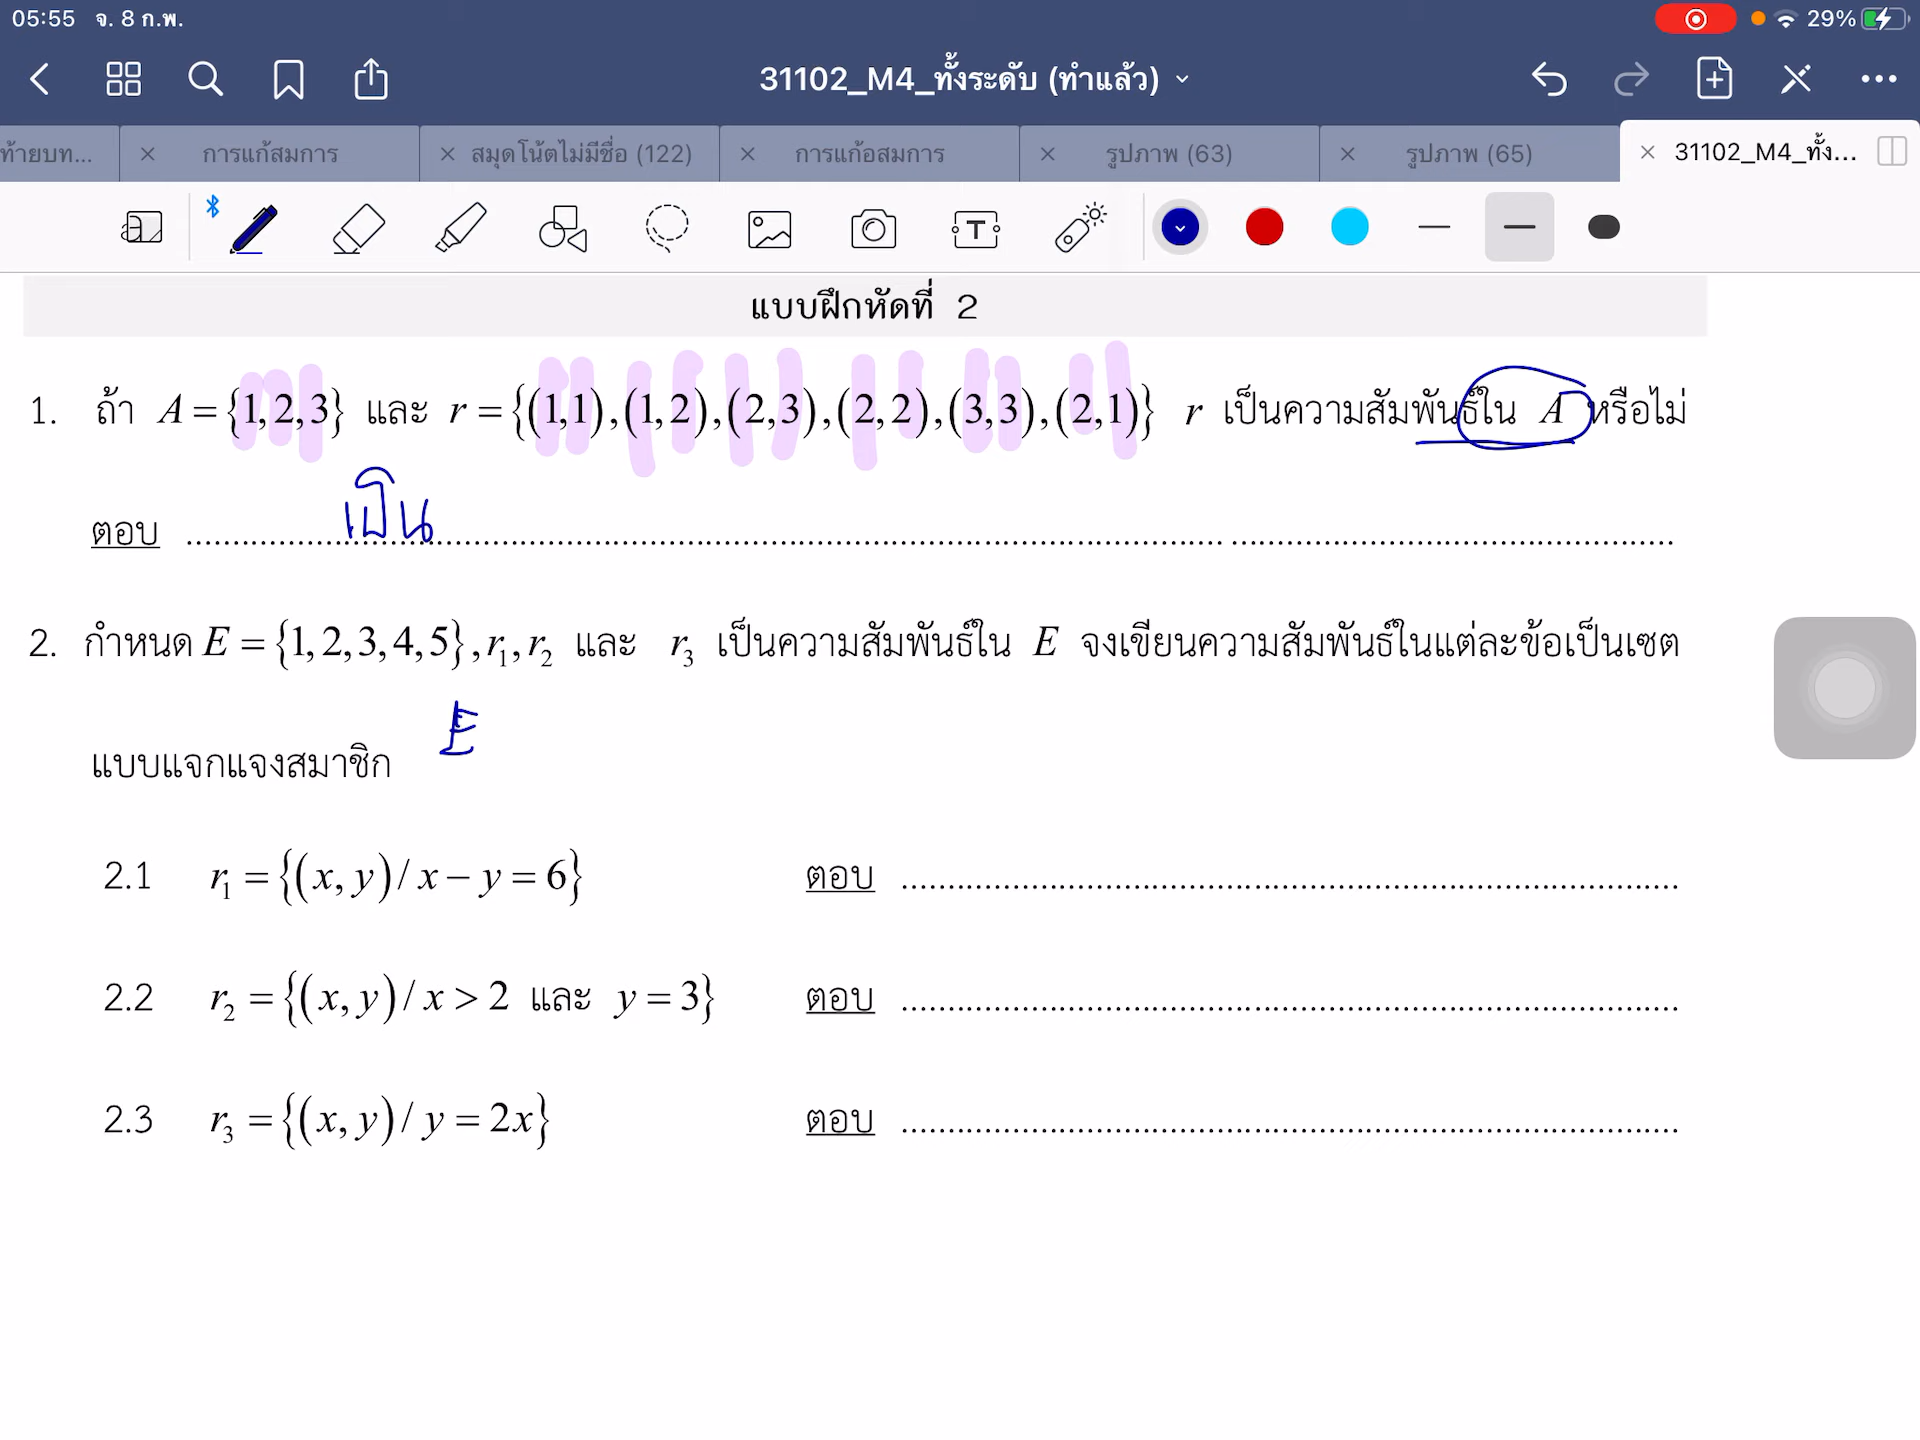 05:55 จ. 8 ก.พ. 29%
31102_M4_ทั้งระดับ (ทำแล้ว)
ท้ายบท... การแก้สมการ สมุดโน้ตไม่มีชื่อ (122) การแก้อสมการ รูปภาพ (63) รูปภาพ (65) 31102_M4_ทั้ง...
แบบฝึกหัดที่ 2
1. ถ้า A = {1,2,3} และ r = {(1,1),(1,2),(2,3),(2,2),(3,3),(2,1)} r เป็นความสัมพันธ์ใน A หรือไม่
ตอบ ........ เป็น ........
2. กำหนด E = {1,2,3,4,5}, r₁, r₂ และ r₃ เป็นความสัมพันธ์ใน E จงเขียนความสัมพันธ์ในแต่ละข้อเป็นเซต
แบบแจกแจงสมาชิก E
2.1 r₁ = {(x, y) / x − y = 6} ตอบ ........
2.2 r₂ = {(x, y) / x > 2 และ y = 3} ตอบ ........
2.3 r₃ = {(x, y) / y = 2x} ตอบ ........